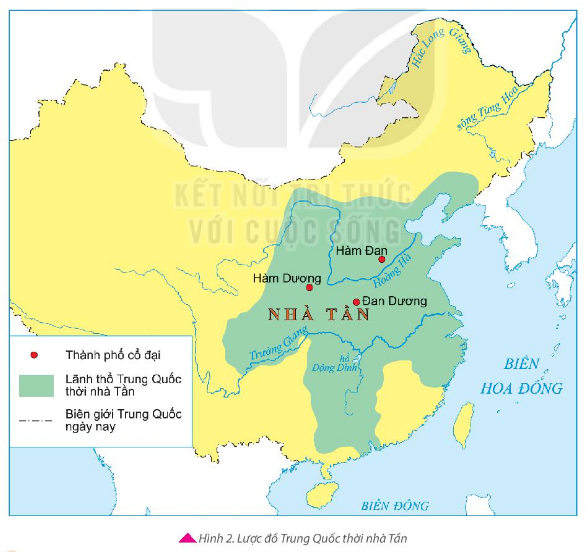 Hắc Long Giang
sông Tùng Hoa
KẾT NỐI TRI THỨC
VỚI CUỘC SỐNG
Hàm Đan
Hoàng Hà
Hàm Dương
Đan Dương
NHÀ TẦN
Trường Giang
hồ
Động Đình
Thành phố cổ đại
Lãnh thổ Trung Quốc
thời nhà Tần
Biên giới Trung Quốc
ngày nay
BIỂN
HOA ĐÔNG
BIỂN ĐÔNG
Hình 2. Lược đồ Trung Quốc thời nhà Tần